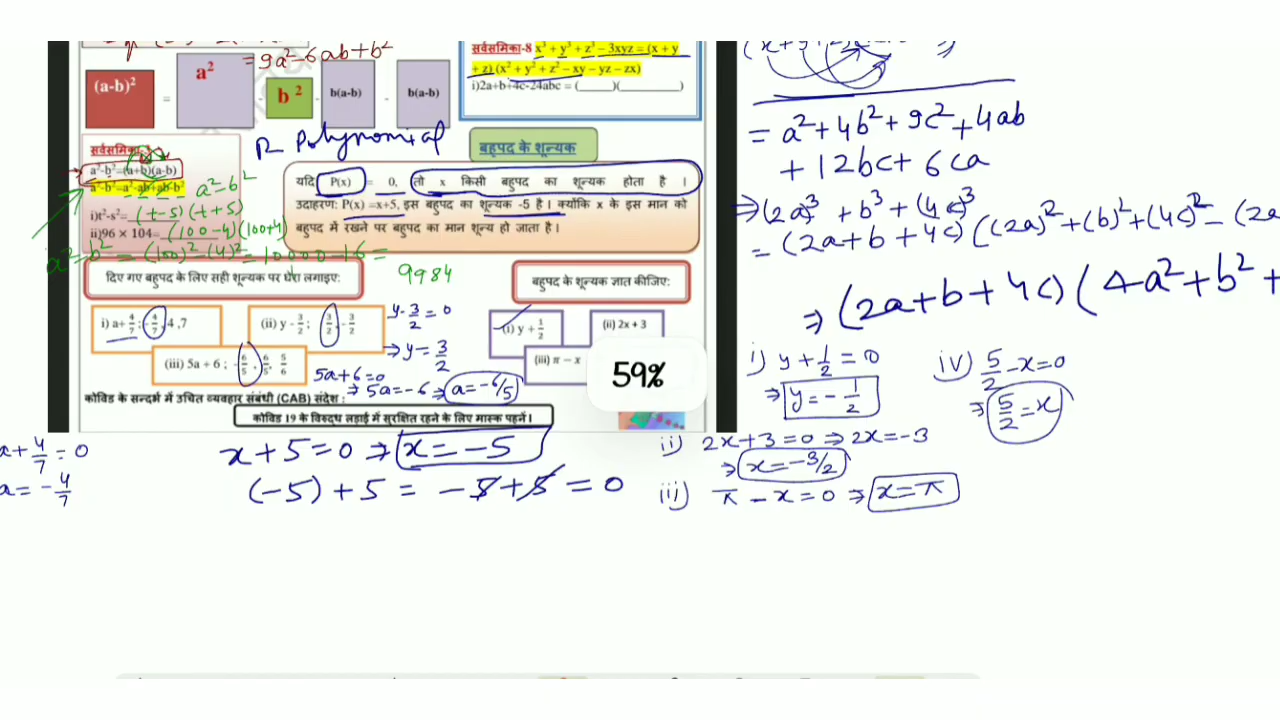 = 9a²-6ab+b²
(a-b)²
=
a²
-
b²
-
b(a-b)
-
b(a-b)
सर्वसमिका-8 x³ + y³ + z³ – 3xyz = (x + y
+ z) (x² + y² + z² – xy – yz – zx)
i)2a+b+4c-24abc = (______)(__________)
= a²+4b²+9c²+4ab
+ 12bc+ 6ca
Polynomial
बहुपद के शून्यक
सर्वसमिका-
a²-b²=(a+b)(a-b)
a²-b²=a²-ab+ab-b²
a²-b²
i)t²-s²= (t-s) (t+s)
ii)96 × 104= (100-4)(100+4)
a²-b² = (100)²-(4)² = 10000-16 =
9984
यदि P(x) = 0, तो x किसी बहुपद का शून्यक होता है ।
उदाहरण: P(x) =x+5, इस बहुपद का शून्यक -5 है । क्योंकि x के इस मान को
बहुपद में रखने पर बहुपद का मान शून्य हो जाता है ।
⇒(2a)³ + b³ + (4c)³
= (2a+b+4c) ((2a)²+(b)²+(4c)²- (2a
⇒ (2a+b+4c) ( 4a²+b²+
दिए गए बहुपद के लिए सही शून्यक पर घेरा लगाइए:
बहुपद के शून्यक ज्ञात कीजिए:
i) a+ 4/7 ; -4/7, 4 ,7
(ii) y - 3/2 ; 3/2, -3/2
y-3/2 = 0
⇒ y= 3/2
(iii) 5a + 6 ; -6/5, 6/5, 5/6
5a+6=0
⇒ 5a=-6 ⇒ a=-6/5
(i) y + 1/2
(ii) 2x + 3
(iii) π – x
59%
i) y+1/2 = 0
⇒ y= -1/2
iv) 5/2 -x=0
⇒ 5/2 = x
कोविड के सन्दर्भ में उचित व्यवहार संबंधी (CAB) संदेश :
कोविड 19 के विरुध्द लड़ाई में सुरक्षित रहने के लिए मास्क पहनें ।
a+ 4/7 = 0
a= -4/7
x+5=0 ⇒ x=-5
(-5)+5 = -5+5 = 0
ii) 2x+3=0 ⇒ 2x=-3
⇒ x=-3/2
iii) π -x=0 ⇒ x=π